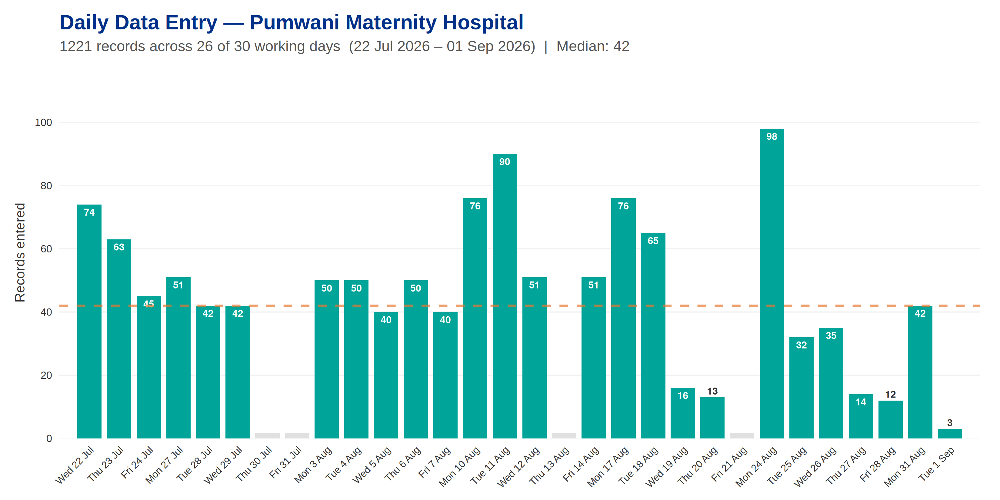 Daily Data Entry — Pumwani Maternity Hospital
1221 records across 26 of 30 working days (22 Jul 2026 – 01 Sep 2026) | Median: 42
Records entered
100
80
60
40
20
0
74
63
45
51
42
42
50
50
40
50
40
76
90
51
51
76
65
16
13
98
32
35
14
12
42
3
Wed 22 Jul
Thu 23 Jul
Fri 24 Jul
Mon 27 Jul
Tue 28 Jul
Wed 29 Jul
Thu 30 Jul
Fri 31 Jul
Mon 3 Aug
Tue 4 Aug
Wed 5 Aug
Thu 6 Aug
Fri 7 Aug
Mon 10 Aug
Tue 11 Aug
Wed 12 Aug
Thu 13 Aug
Fri 14 Aug
Mon 17 Aug
Tue 18 Aug
Wed 19 Aug
Thu 20 Aug
Fri 21 Aug
Mon 24 Aug
Tue 25 Aug
Wed 26 Aug
Thu 27 Aug
Fri 28 Aug
Mon 31 Aug
Tue 1 Sep